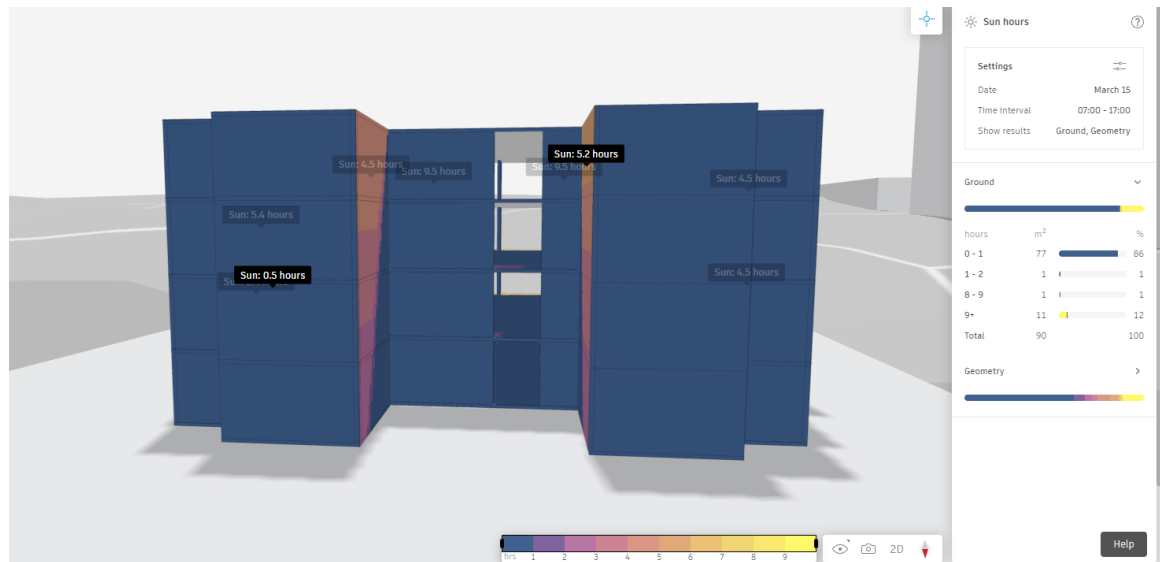 Sun hours
?
Settings
Date March 15
Time interval 07:00 - 17:00
Show results Ground, Geometry
Ground
hours m² %
0 - 1 77 86
1 - 2 1 1
8 - 9 1 1
9+ 11 12
Total 90 100
Geometry
Help
Sun: 5.2 hours
Sun: 4.5 hours
Sun: 9.5 hours
Sun: 9.5 hours
Sun: 4.5 hours
Sun: 5.4 hours
Sun: 0.5 hours
Sun: 4.5 hours
hrs 1 2 3 4 5 6 7 8 9
2D